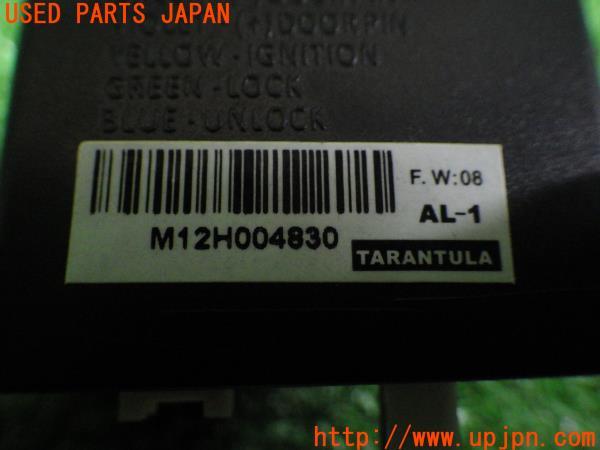 USED PARTS JAPAN
(+)DOORPIN
YELLOW-IGNITION
GREEN-LOCK
BLUE-UNLOCK
F.W:08
AL-1
M12H004830
TARANTULA
http://www.upjpn.com